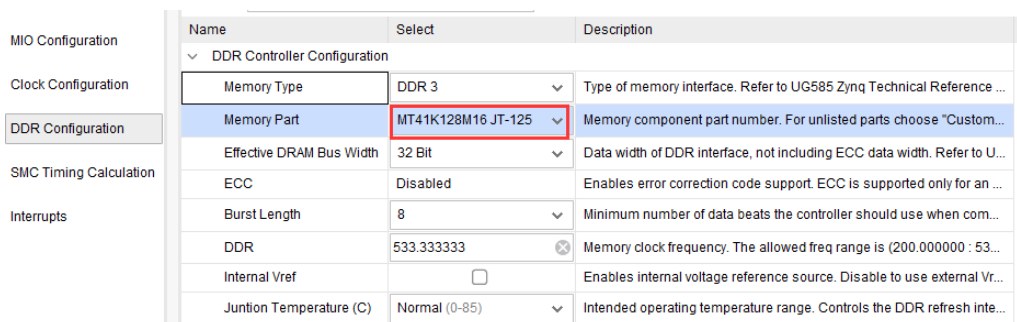 Name Select Description
MIO Configuration
DDR Controller Configuration
Clock Configuration
Memory Type DDR 3 Type of memory interface. Refer to UG585 Zynq Technical Reference ...
DDR Configuration
Memory Part MT41K128M16 JT-125 Memory component part number. For unlisted parts choose "Custom...
Effective DRAM Bus Width 32 Bit Data width of DDR interface, not including ECC data width. Refer to U...
SMC Timing Calculation
ECC Disabled Enables error correction code support. ECC is supported only for an ...
Interrupts
Burst Length 8 Minimum number of data beats the controller should use when com...
DDR 533.333333 Memory clock frequency. The allowed freq range is (200.000000 : 53...
Internal Vref Enables internal voltage reference source. Disable to use external Vr...
Juntion Temperature (C) Normal (0-85) Intended operating temperature range. Controls the DDR refresh inte...